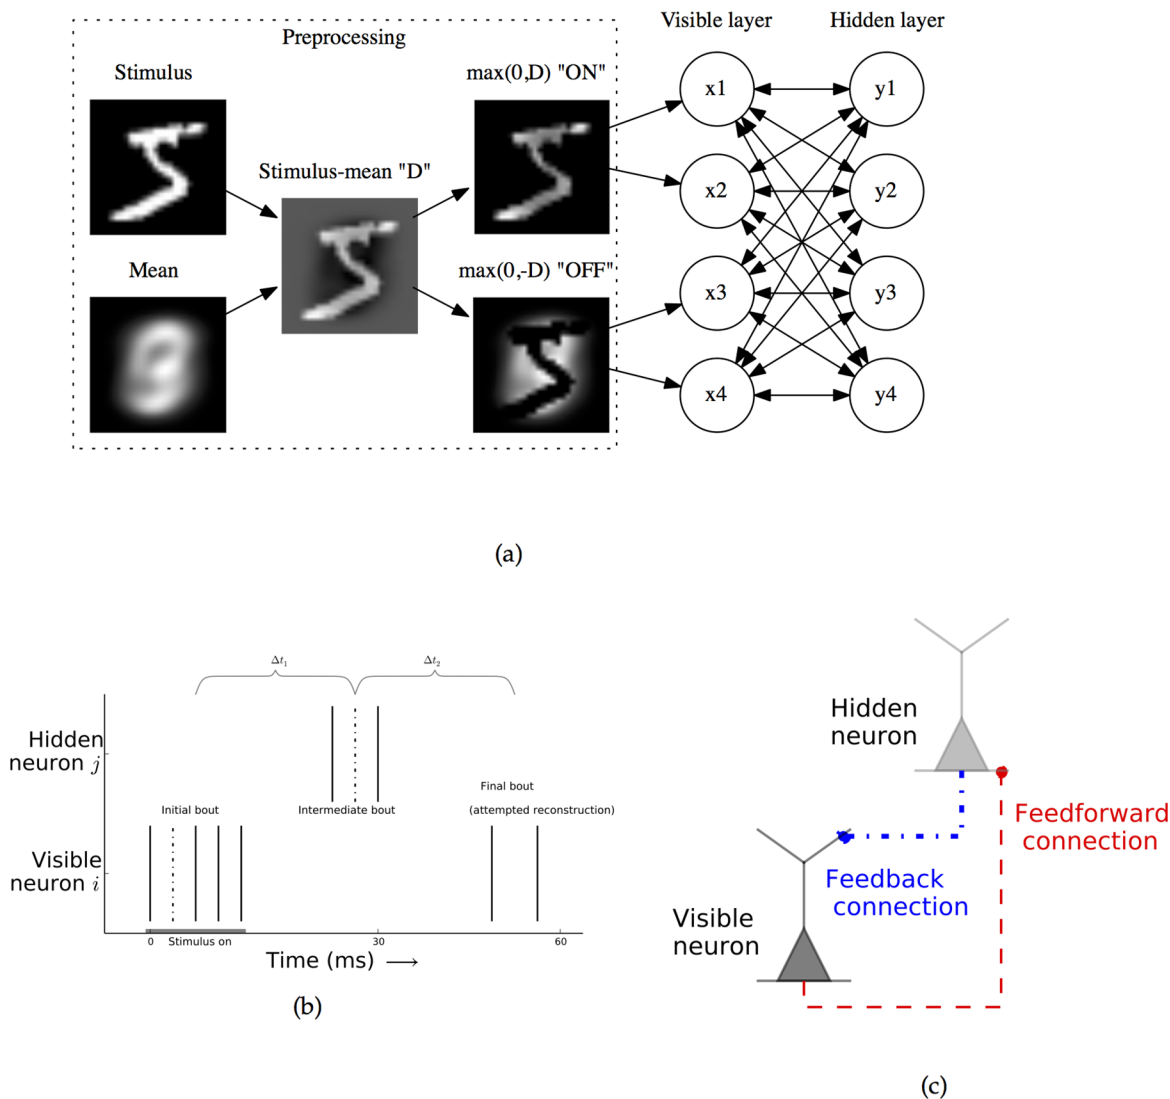 Visible layer
Hidden layer
Preprocessing
Stimulus
max(0,D) "ON"
Stimulus-mean "D"
Mean
max(0,-D) "OFF"
x1
y1
x2
y2
x3
y3
x4
y4
(a)
Δt₁
Δt₂
Hidden
neuron j
Initial bout
Intermediate bout
Final bout
(attempted reconstruction)
Visible
neuron i
0
Stimulus on
30
60
Time (ms) →
(b)
Hidden
neuron
Feedforward
connection
Feedback
connection
Visible
neuron
(c)